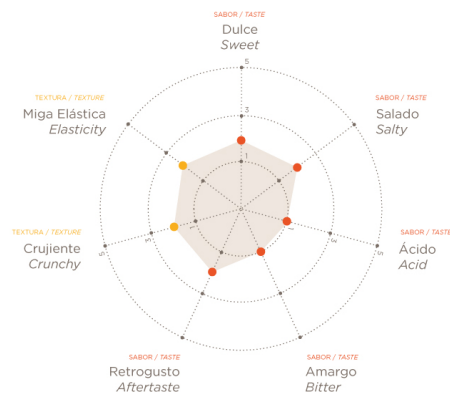 SABOR / TASTE
Dulce
Sweet
5
3
1
TEXTURA / TEXTURE
Miga Elástica
Elasticity
SABOR / TASTE
Salado
Salty
TEXTURA / TEXTURE
Crujiente
Crunchy
5
3
1
1
3
5
SABOR / TASTE
Ácido
Acid
SABOR / TASTE
Retrogusto
Aftertaste
SABOR / TASTE
Amargo
Bitter